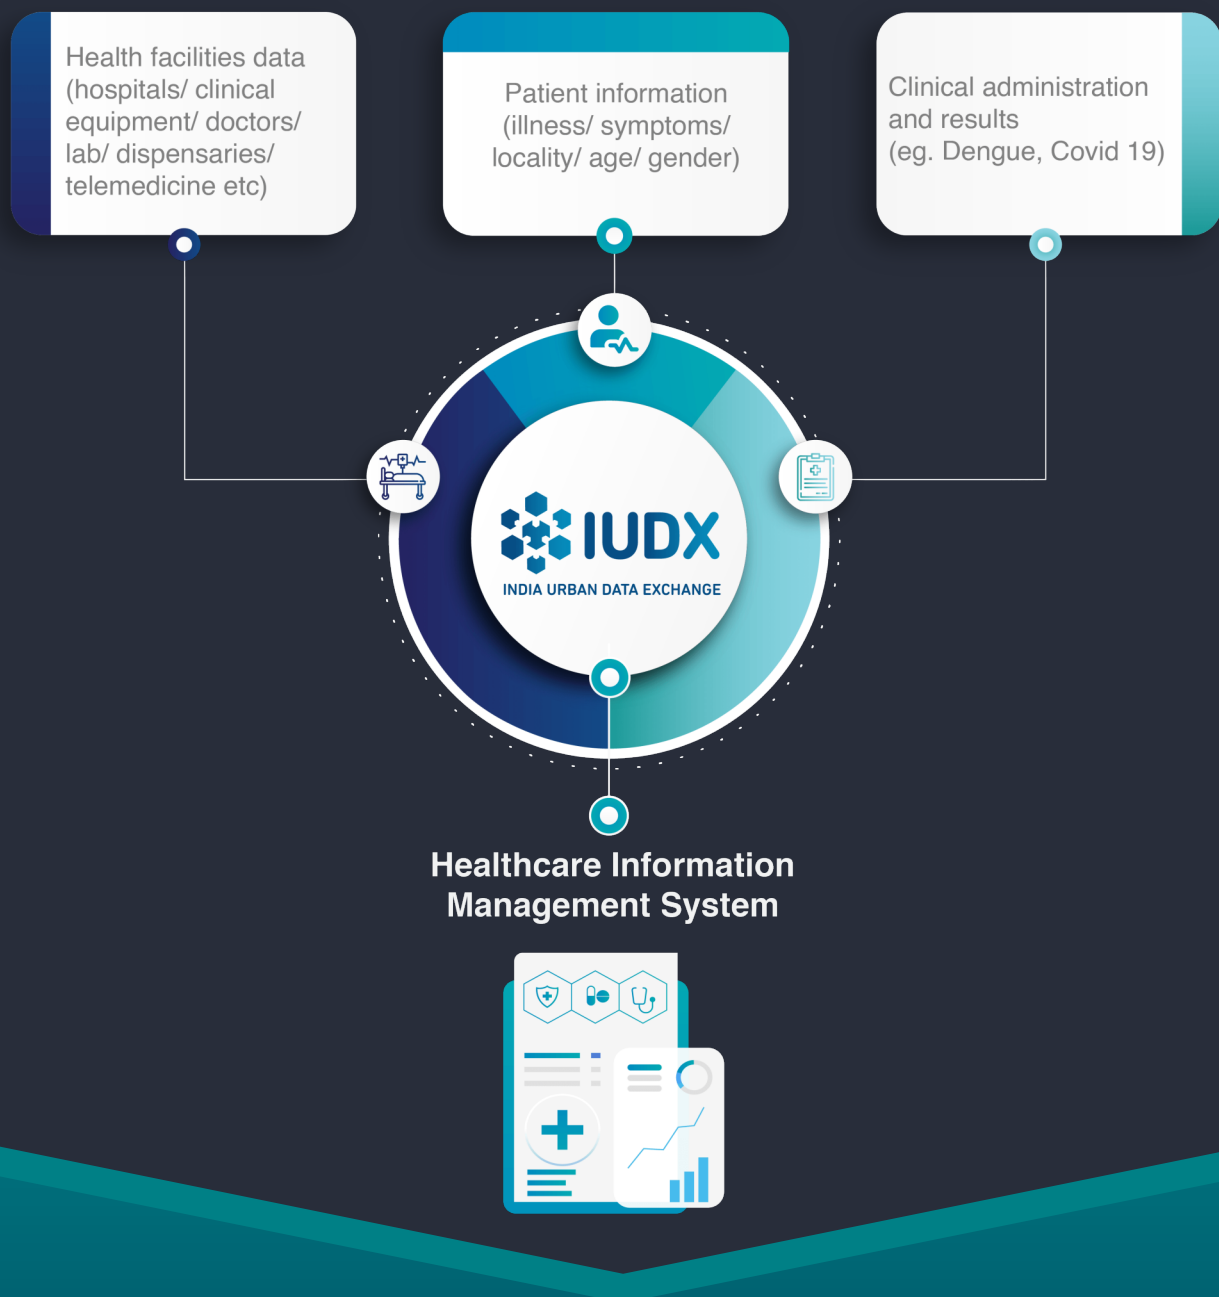 Health facilities data
(hospitals/ clinical
equipment/ doctors/
lab/ dispensaries/
telemedicine etc)
Patient information
(illness/ symptoms/
locality/ age/ gender)
Clinical administration
and results
(eg. Dengue, Covid 19)
IUDX
INDIA URBAN DATA EXCHANGE
Healthcare Information
Management System